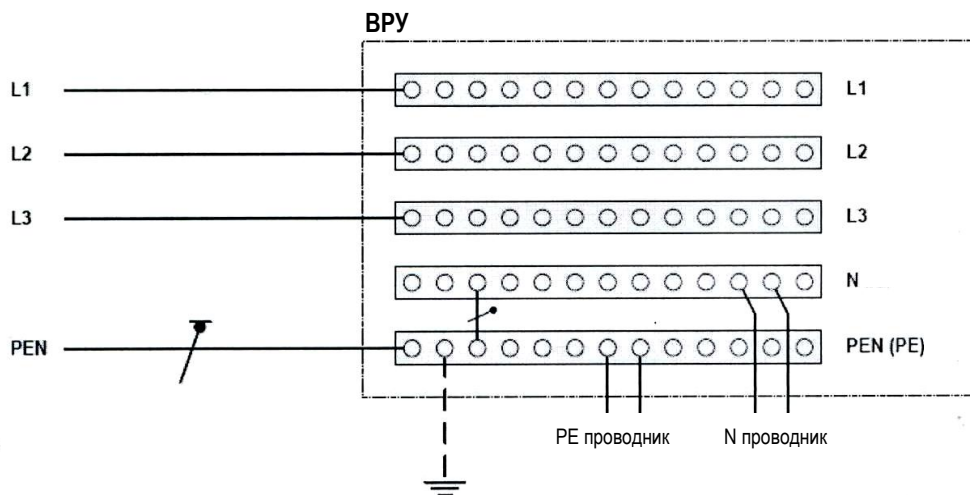 ВРУ
L1 L1
L2 L2
L3 L3
N
PEN PEN (PE)
PE проводник N проводник